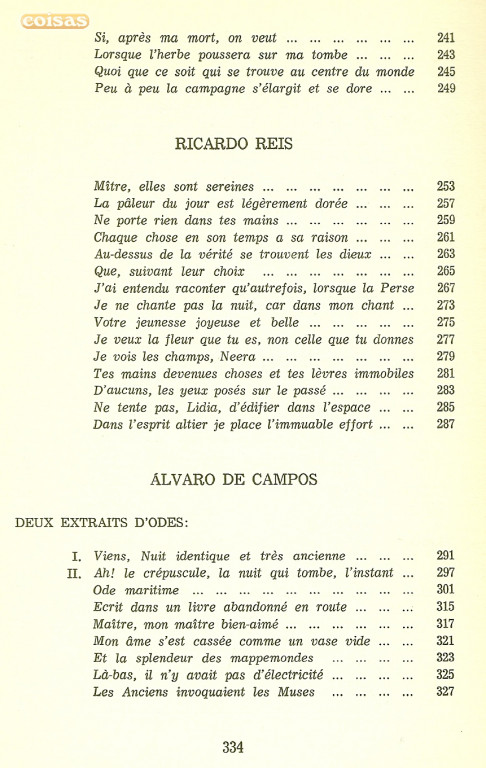 coisas
Si, après ma mort, on veut ... ... ... ... ... ... 241
Lorsque l'herbe poussera sur ma tombe ... ... ... 243
Quoi que ce soit qui se trouve au centre du monde 245
Peu à peu la campagne s'élargit et se dore ... ... 249
RICARDO REIS
Mître, elles sont sereines ... ... ... ... ... ... ... 253
La pâleur du jour est légèrement dorée ... ... ... 257
Ne porte rien dans tes mains ... ... ... ... ... ... 259
Chaque chose en son temps a sa raison ... ... ... 261
Au-dessus de la vérité se trouvent les dieux ... ... 263
Que, suivant leur choix ... ... ... ... ... ... ... 265
J'ai entendu raconter qu'autrefois, lorsque la Perse 267
Je ne chante pas la nuit, car dans mon chant ... 273
Votre jeunesse joyeuse et belle ... ... ... ... ... 275
Je veux la fleur que tu es, non celle que tu donnes 277
Je vois les champs, Neera ... ... ... ... ... ... ... 279
Tes mains devenues choses et tes lèvres immobiles 281
D'aucuns, les yeux posés sur le passé ... ... ... ... 283
Ne tente pas, Lidia, d'édifier dans l'espace ... ... 285
Dans l'esprit altier je place l'immuable effort ... ... 287
ÁLVARO DE CAMPOS
DEUX EXTRAITS D'ODES:
I. Viens, Nuit identique et très ancienne ... ... ... 291
II. Ah! le crépuscule, la nuit qui tombe, l'instant ... 297
Ode maritime ... ... ... ... ... ... ... ... ... ... 301
Ecrit dans un livre abandonné en route ... ... ... 315
Maître, mon maître bien-aimé ... ... ... ... ... ... 317
Mon âme s'est cassée comme un vase vide ... ... 321
Et la splendeur des mappemondes ... ... ... ... 323
Là-bas, il n'y avait pas d'électricité ... ... ... ... 325
Les Anciens invoquaient les Muses ... ... ... ... 327
334